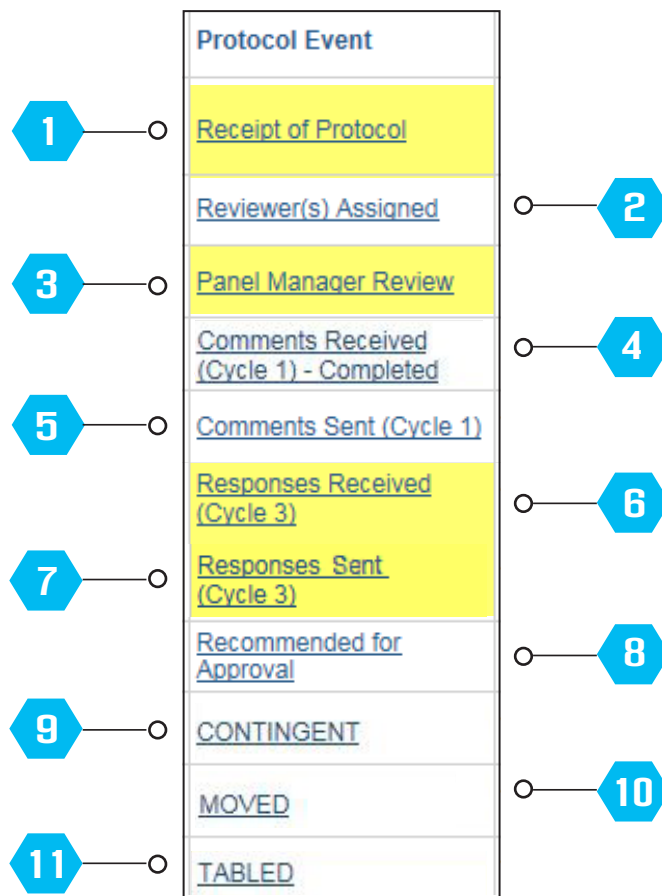 Protocol Event
1
Receipt of Protocol
Reviewer(s) Assigned
2
3
Panel Manager Review
Comments Received
(Cycle 1) - Completed
4
5
Comments Sent (Cycle 1)
Responses Received
(Cycle 3)
6
7
Responses Sent
(Cycle 3)
Recommended for
Approval
8
9
CONTINGENT
MOVED
10
11
TABLED